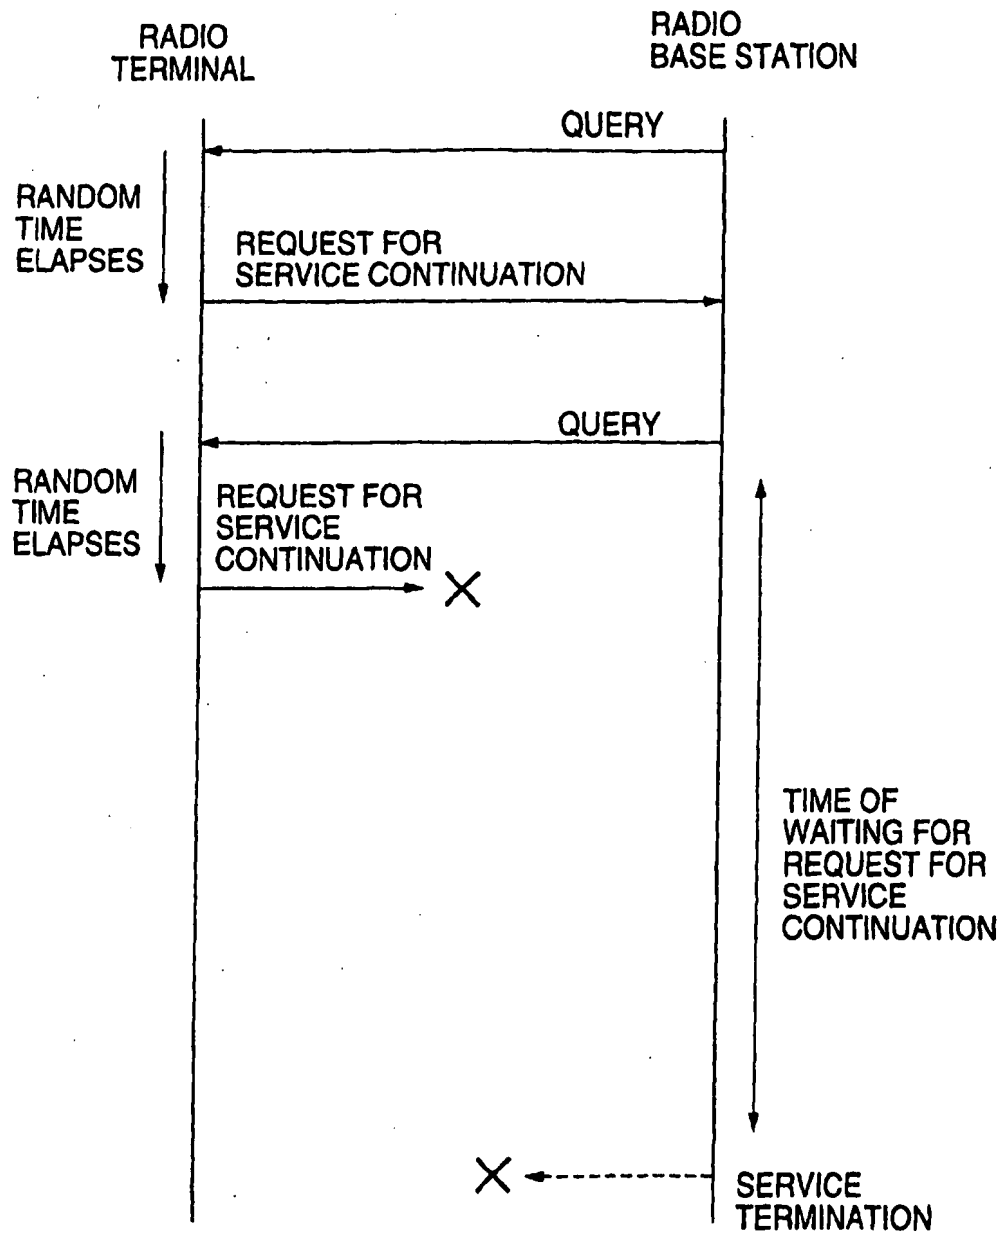 RADIO
TERMINAL
RADIO
BASE STATION
QUERY
RANDOM
TIME
ELAPSES
REQUEST FOR
SERVICE CONTINUATION
QUERY
RANDOM
TIME
ELAPSES
REQUEST FOR
SERVICE
CONTINUATION
TIME OF
WAITING FOR
REQUEST FOR
SERVICE
CONTINUATION
SERVICE
TERMINATION